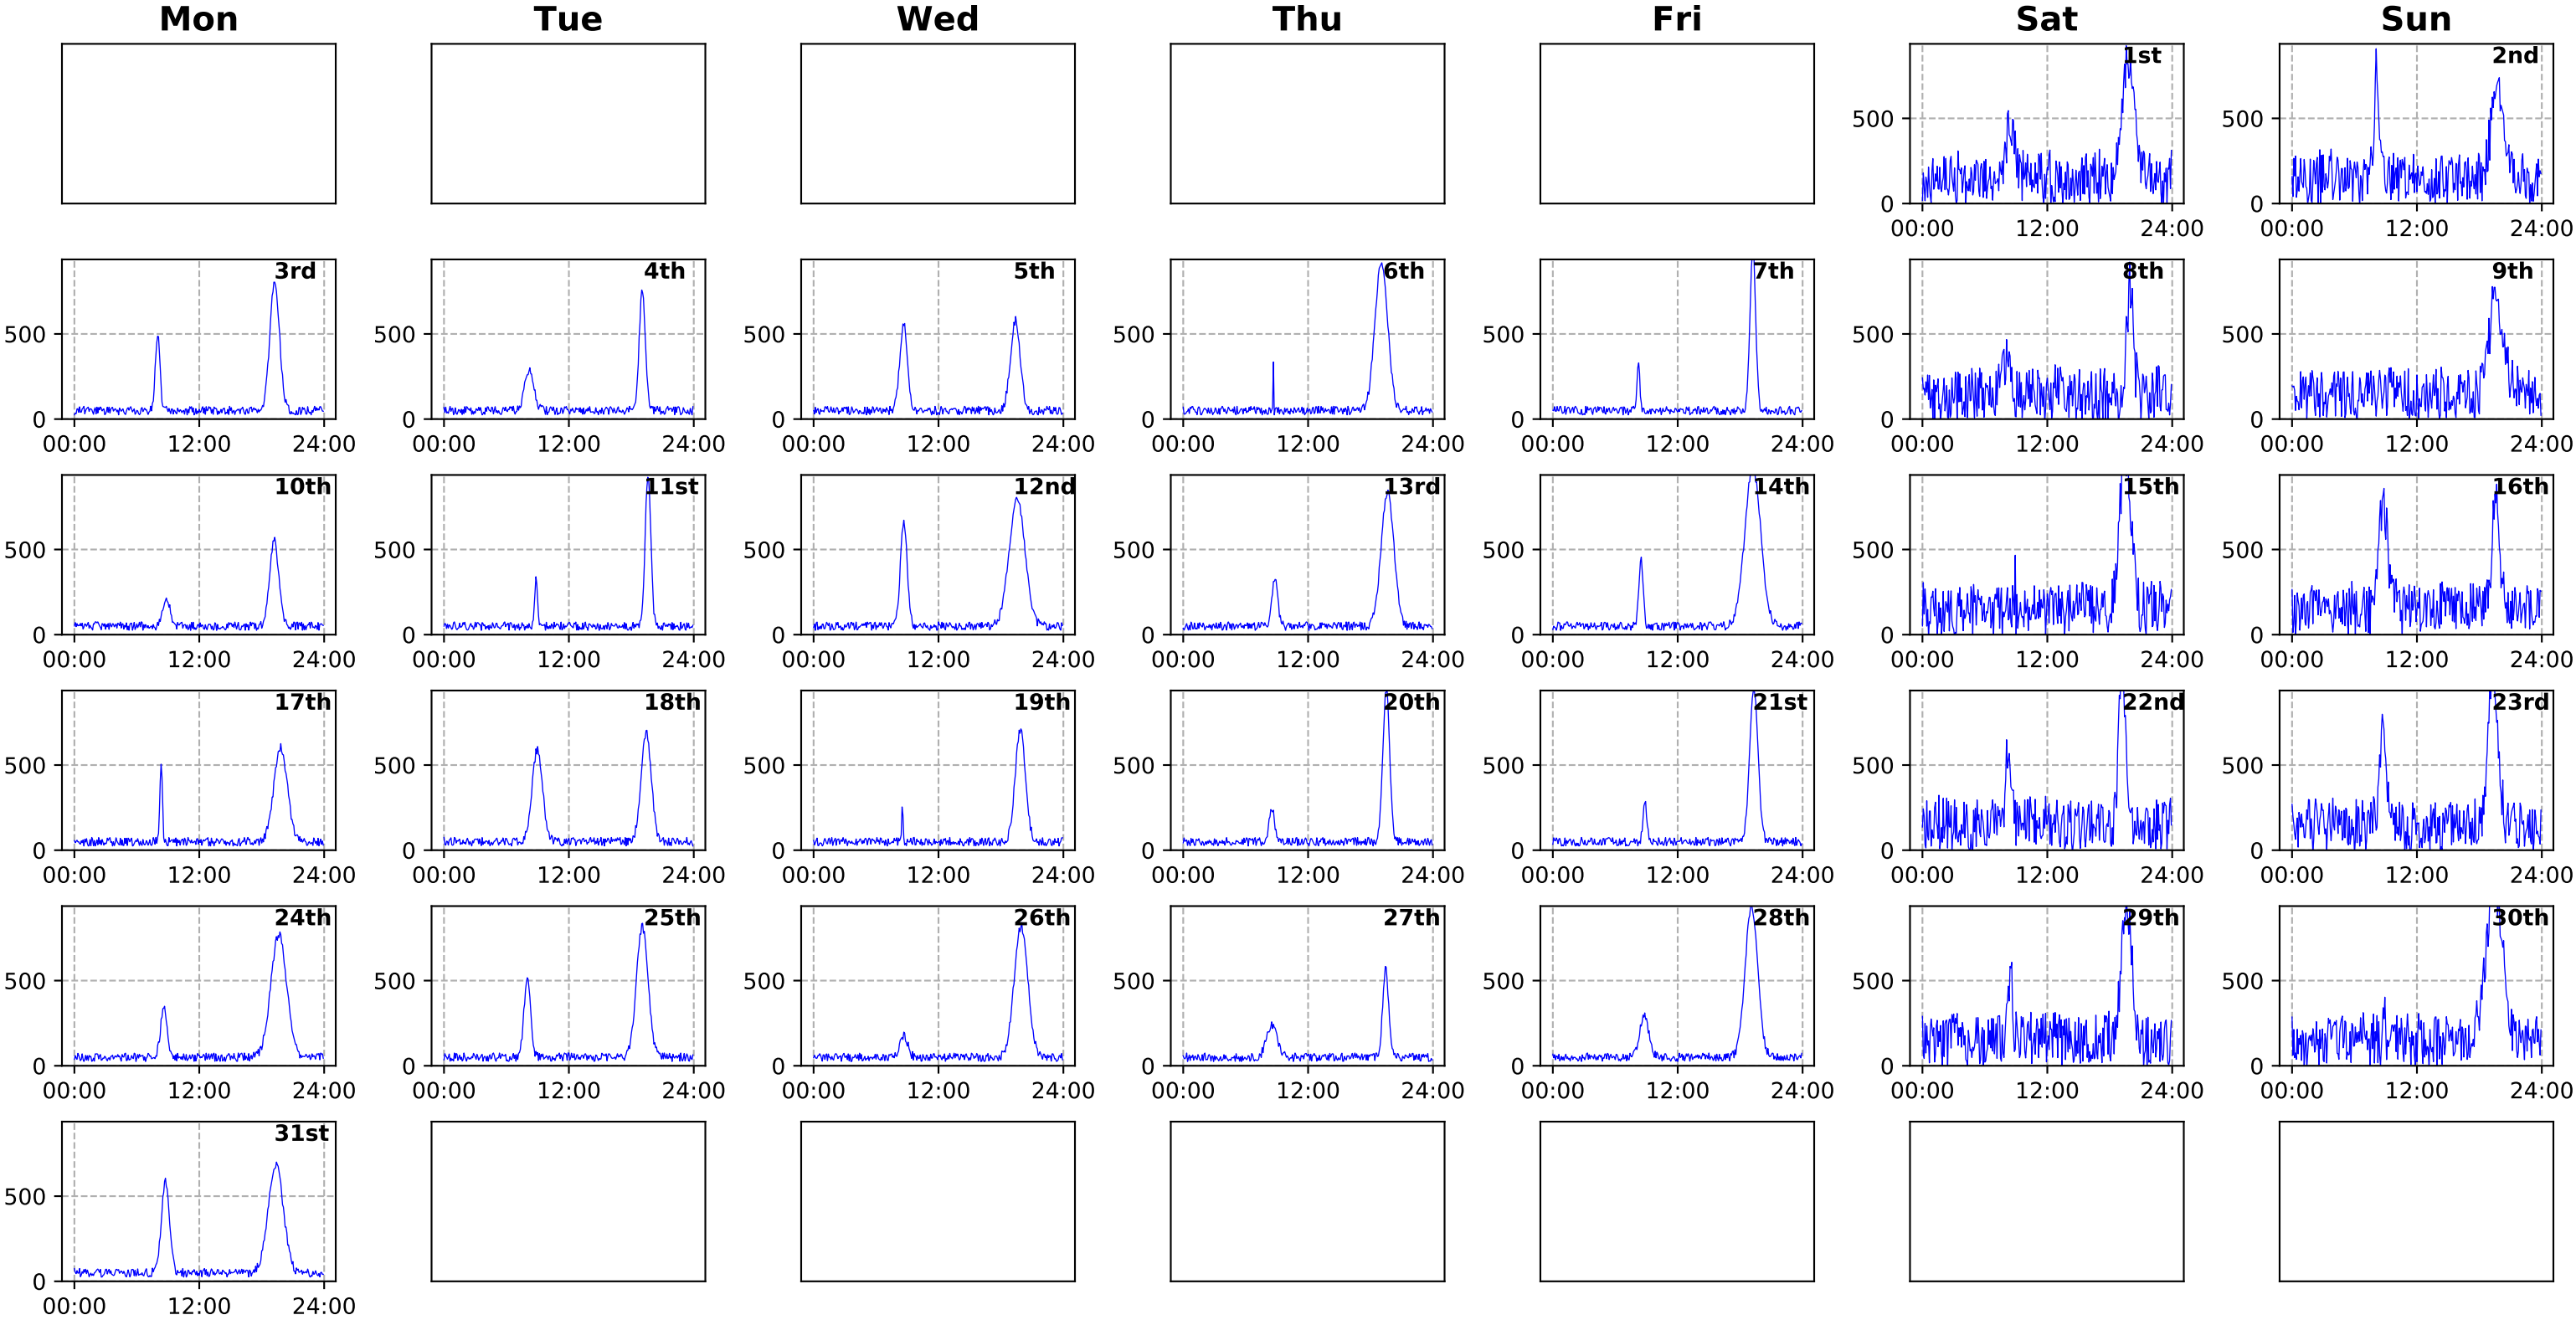 Mon Tue Wed Thu Fri Sat Sun
1st 2nd
500 500
0 0
00:00 12:00 24:00 00:00 12:00 24:00
3rd 4th 5th 6th 7th 8th 9th
500 500 500 500 500 500 500
0 0 0 0 0 0 0
00:00 12:00 24:00 00:00 12:00 24:00 00:00 12:00 24:00 00:00 12:00 24:00 00:00 12:00 24:00 00:00 12:00 24:00 00:00 12:00 24:00
10th 11st 12nd 13rd 14th 15th 16th
500 500 500 500 500 500 500
0 0 0 0 0 0 0
00:00 12:00 24:00 00:00 12:00 24:00 00:00 12:00 24:00 00:00 12:00 24:00 00:00 12:00 24:00 00:00 12:00 24:00 00:00 12:00 24:00
17th 18th 19th 20th 21st 22nd 23rd
500 500 500 500 500 500 500
0 0 0 0 0 0 0
00:00 12:00 24:00 00:00 12:00 24:00 00:00 12:00 24:00 00:00 12:00 24:00 00:00 12:00 24:00 00:00 12:00 24:00 00:00 12:00 24:00
24th 25th 26th 27th 28th 29th 30th
500 500 500 500 500 500 500
0 0 0 0 0 0 0
00:00 12:00 24:00 00:00 12:00 24:00 00:00 12:00 24:00 00:00 12:00 24:00 00:00 12:00 24:00 00:00 12:00 24:00 00:00 12:00 24:00
31st
500
0
00:00 12:00 24:00